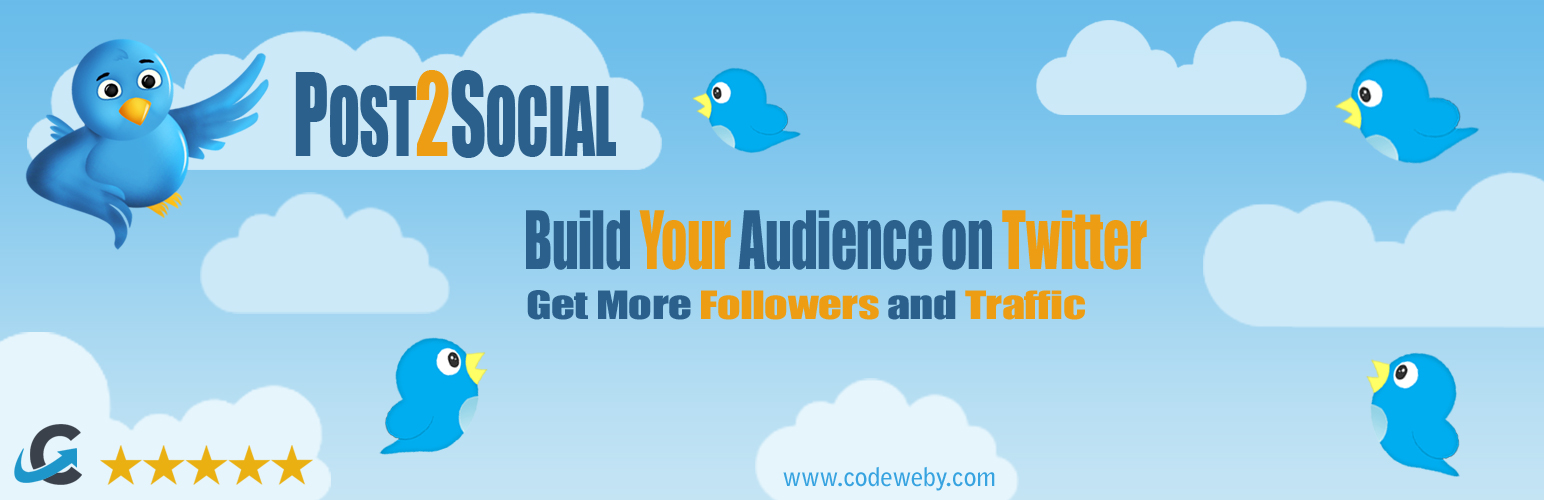 Post2Social
Build Your Audience on Twitter
Get More Followers and Traffic
www.codeweby.com